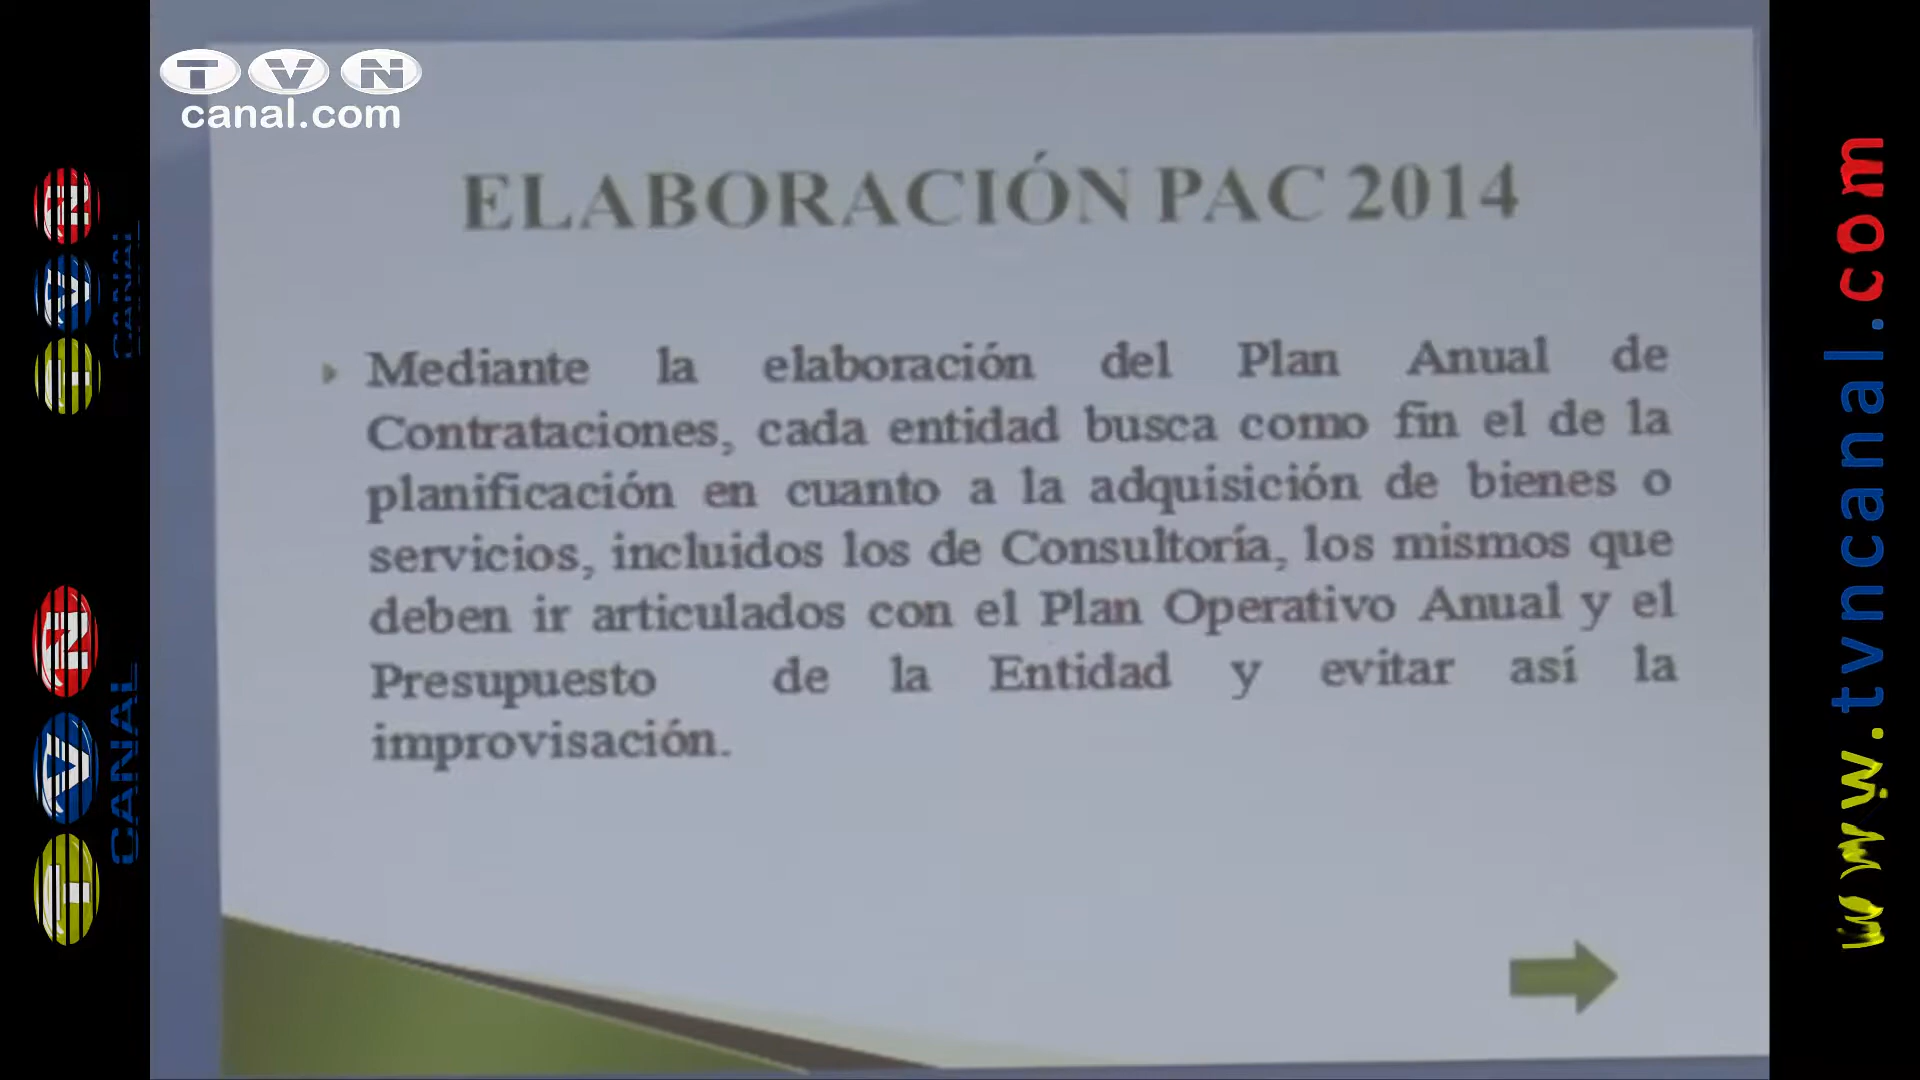 TVN
canal.com
ELABORACIÓN PAC 2014
Mediante la elaboración del Plan Anual de
Contrataciones, cada entidad busca como fin el de la
planificación en cuanto a la adquisición de bienes o
servicios, incluidos los de Consultoría, los mismos que
deben ir articulados con el Plan Operativo Anual y el
Presupuesto de la Entidad y evitar así la
improvisación.
TVN
CANAL
TVN
CANAL
www.tvncanal.com